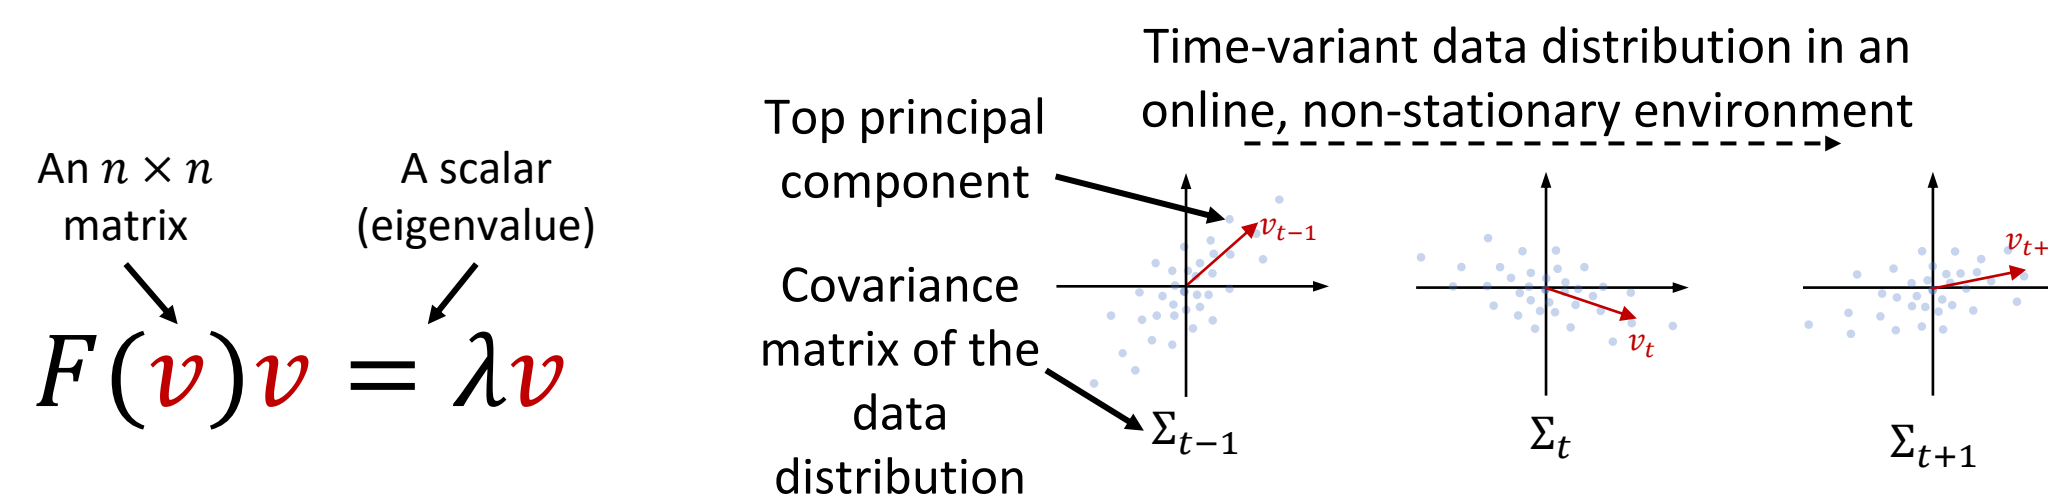 An n × n
matrix
A scalar
(eigenvalue)
F(v)v = λv
Time-variant data distribution in an
online, non-stationary environment
Top principal
component
Covariance
matrix of the
data
distribution
v_{t−1}
Σ_{t−1}
v_t
Σ_t
v_{t+
Σ_{t+1}